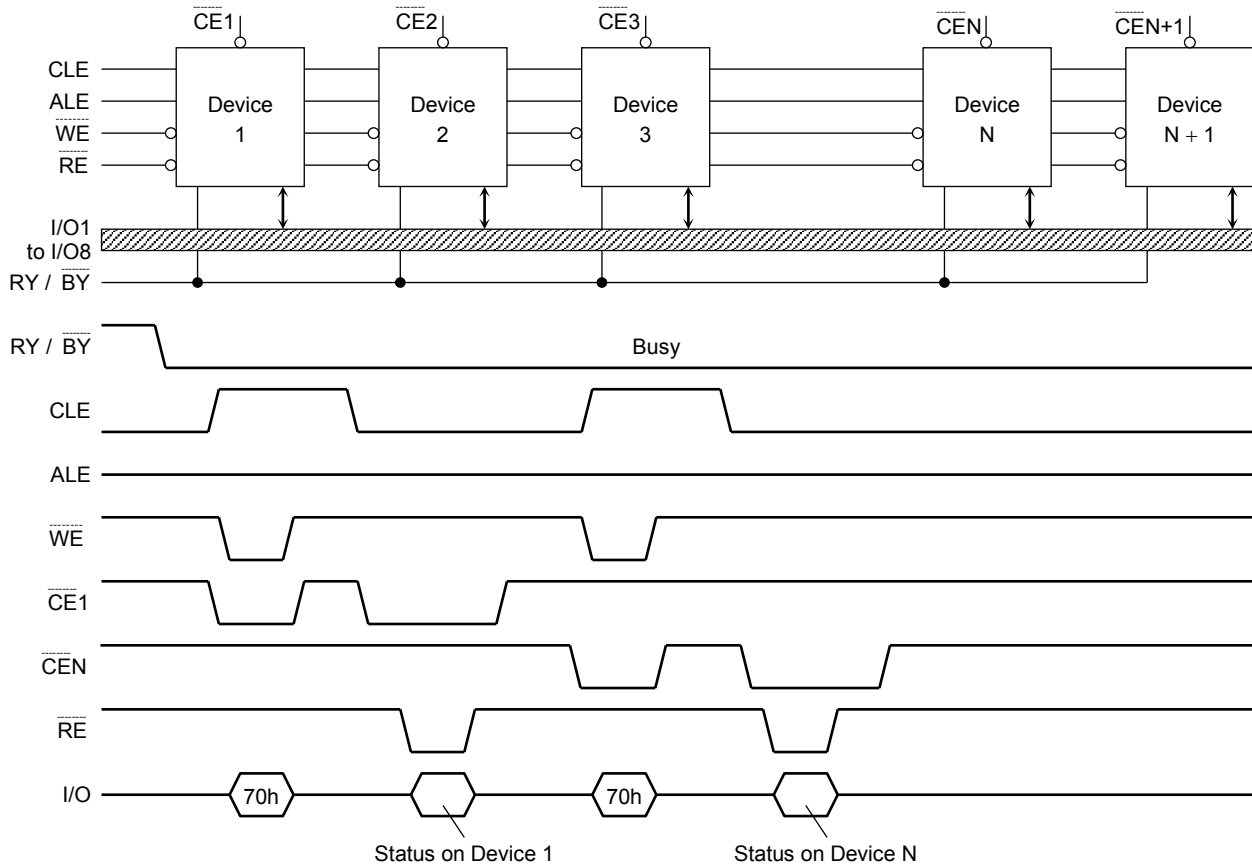 CE1 CE2 CE3 CEN CEN+1
CLE
ALE
WE
RE
Device 1
Device 2
Device 3
Device N
Device N + 1
I/O1 to I/O8
RY / BY
RY / BY
Busy
CLE
ALE
WE
CE1
CEN
RE
I/O
70h
70h
Status on Device 1
Status on Device N